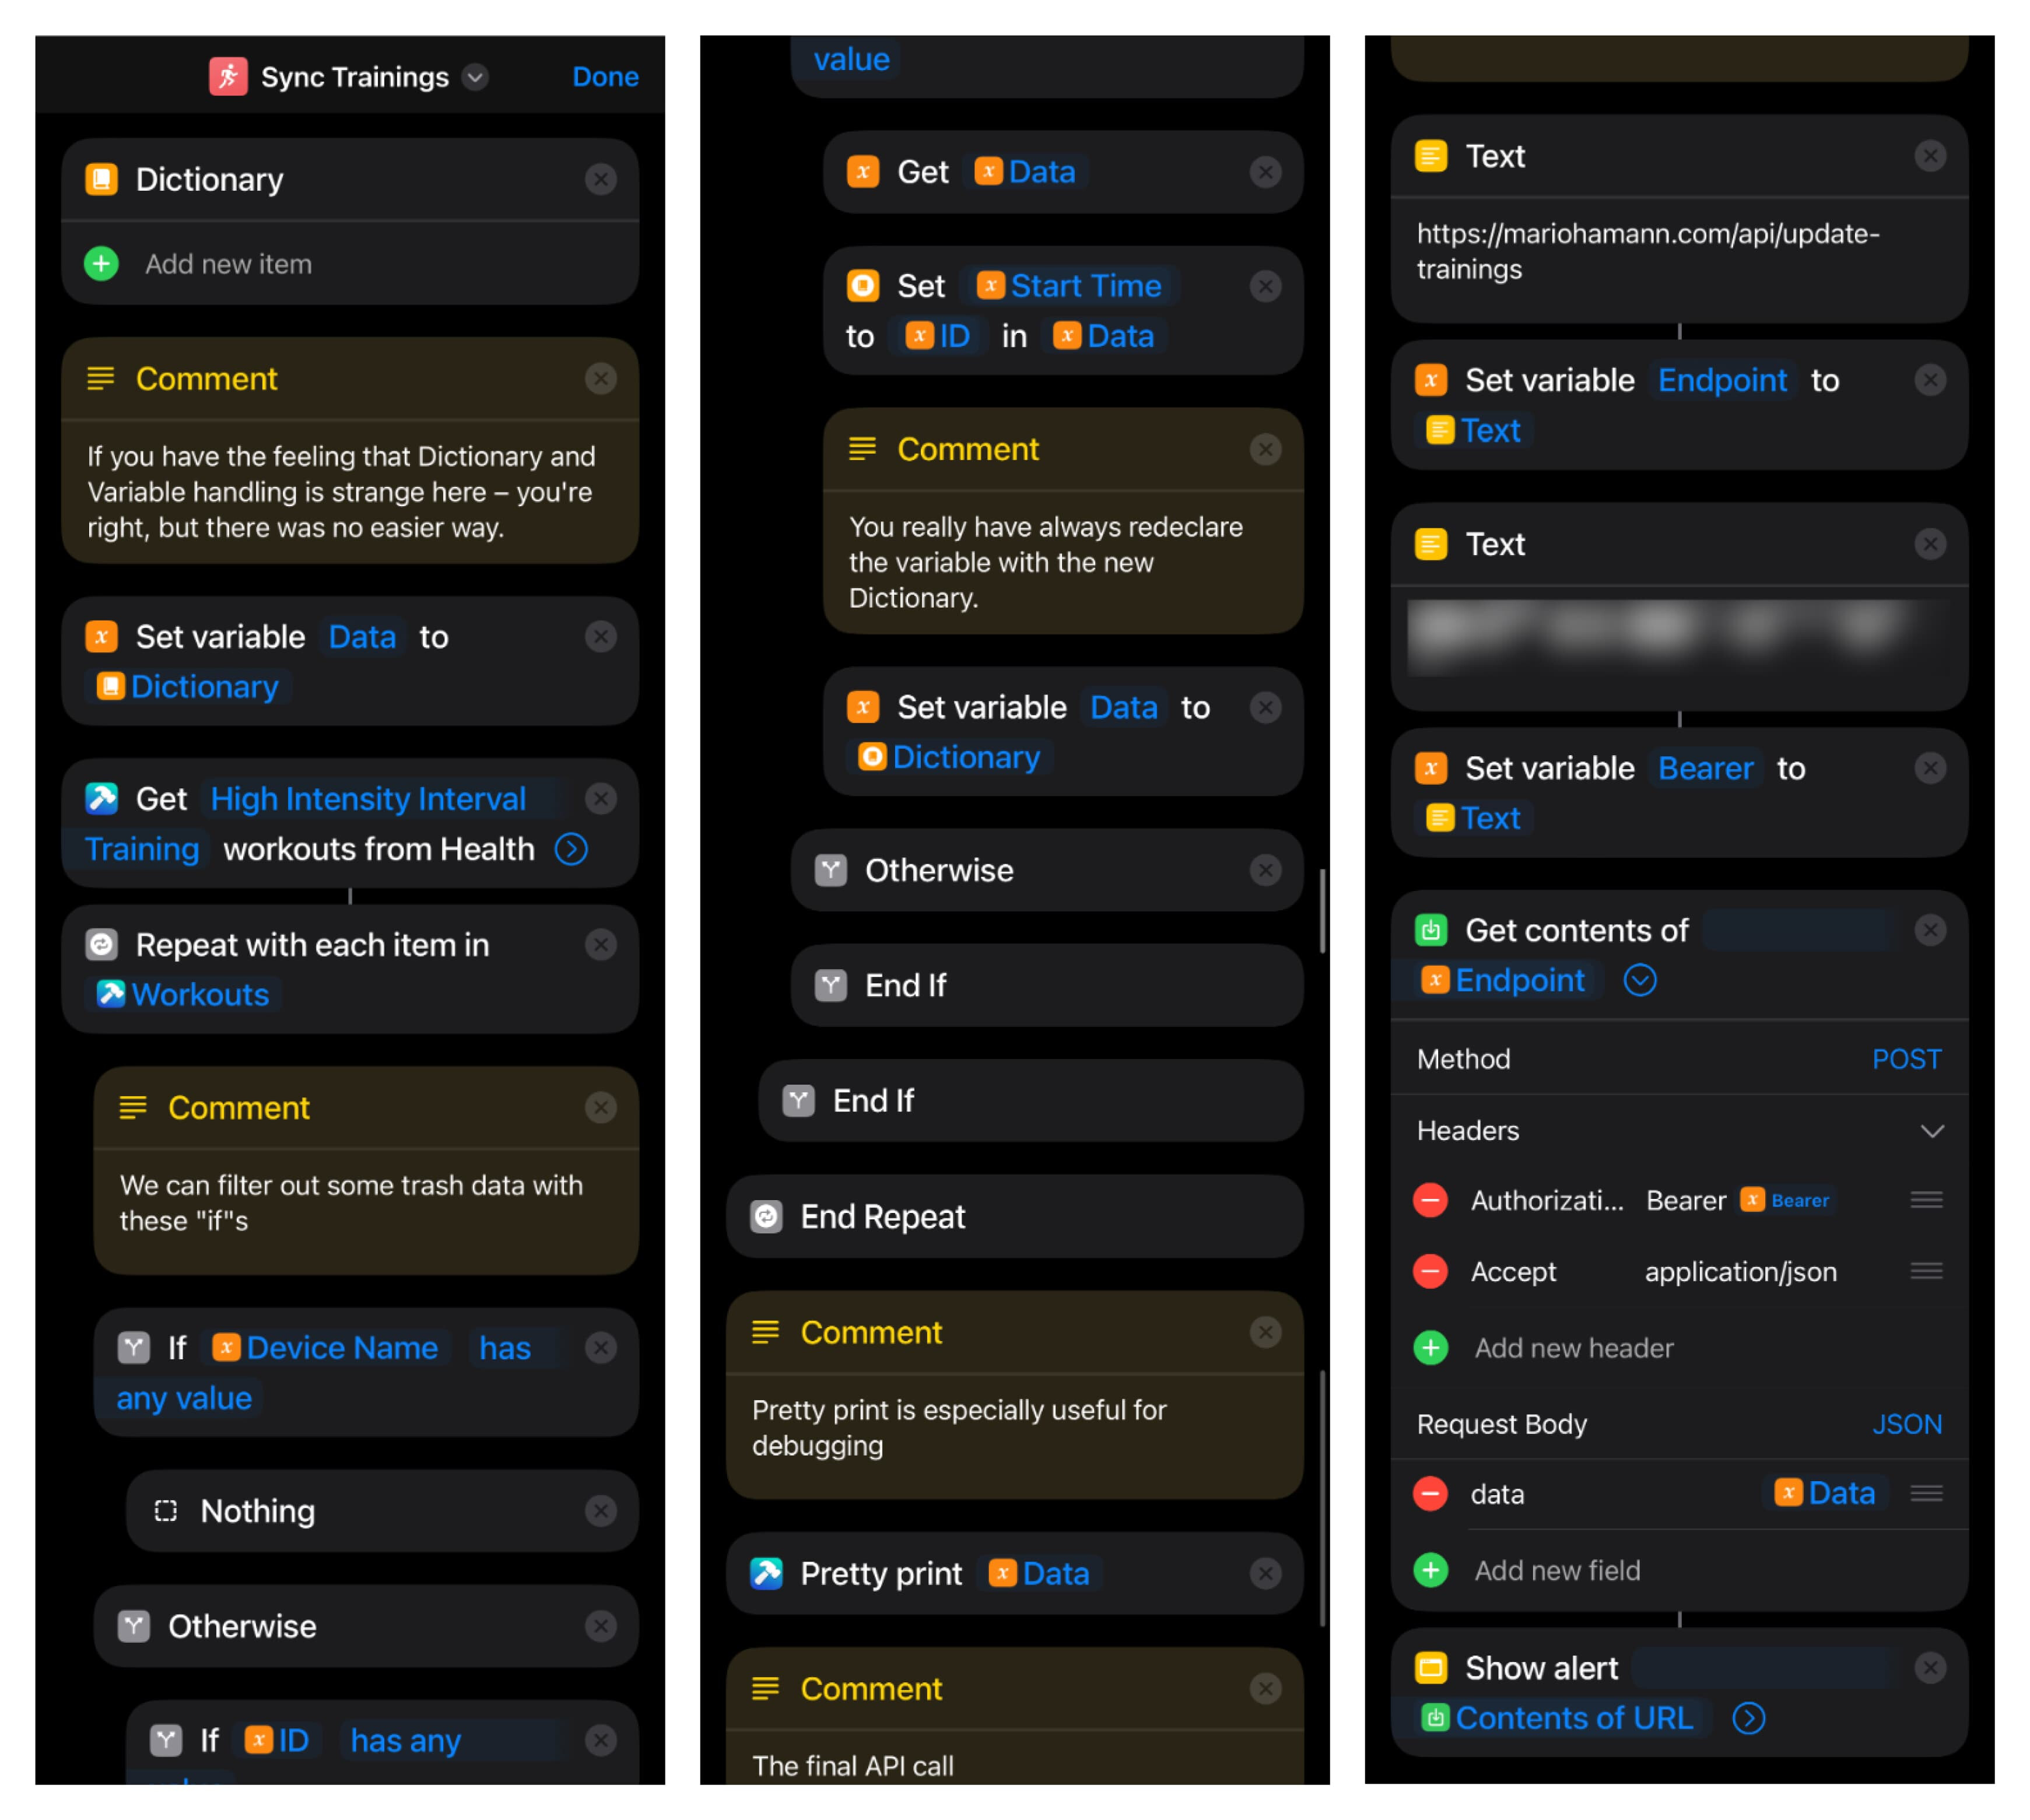 Sync Trainings
Done
Dictionary
Add new item
Comment
If you have the feeling that Dictionary and
Variable handling is strange here – you're
right, but there was no easier way.
Set variable Data to
Dictionary
Get High Intensity Interval
Training workouts from Health
Repeat with each item in
Workouts
Comment
We can filter out some trash data with
these "if"s
If x Device Name has
any value
Nothing
Otherwise
If x ID has any
value
Get x Data
Set x Start Time
to x ID in x Data
Comment
You really have always redeclare
the variable with the new
Dictionary.
x Set variable Data to
Dictionary
Otherwise
End If
End If
End Repeat
Comment
Pretty print is especially useful for
debugging
Pretty print x Data
Comment
The final API call
Text
https://mariohamann.com/api/update-
trainings
x Set variable Endpoint to
Text
Text
x Set variable Bearer to
Text
Get contents of
x Endpoint
Method POST
Headers
Authorizati... Bearer x Bearer
Accept application/json
Add new header
Request Body JSON
data x Data
Add new field
Show alert
Contents of URL